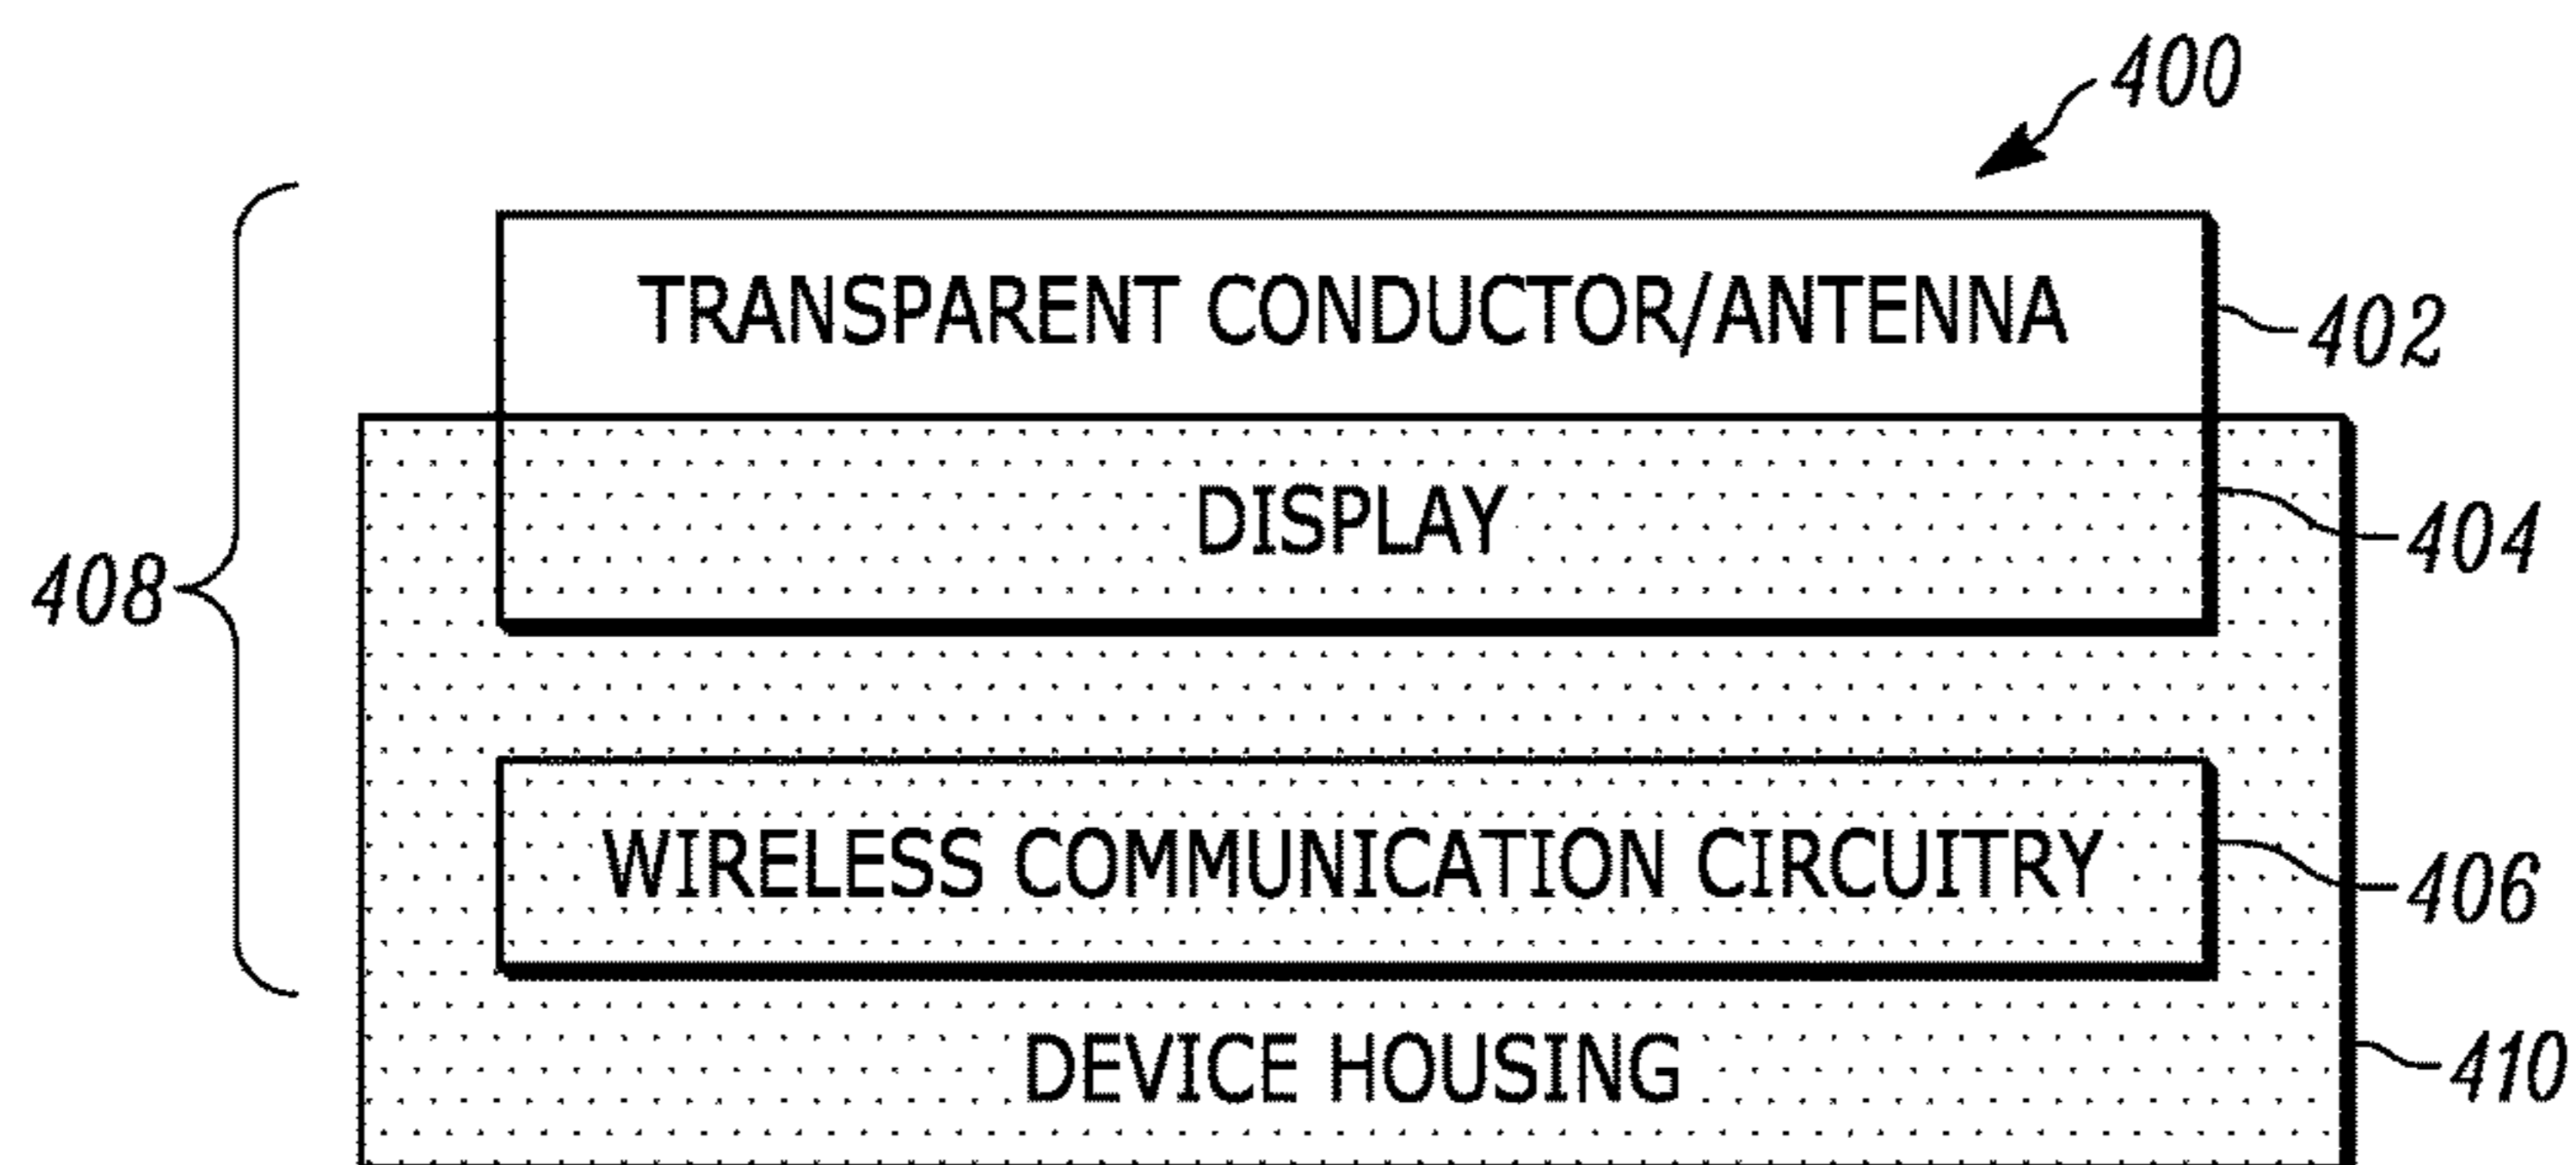 400
TRANSPARENT CONDUCTOR/ANTENNA
402
DISPLAY
404
408
WIRELESS COMMUNICATION CIRCUITRY
406
DEVICE HOUSING
410